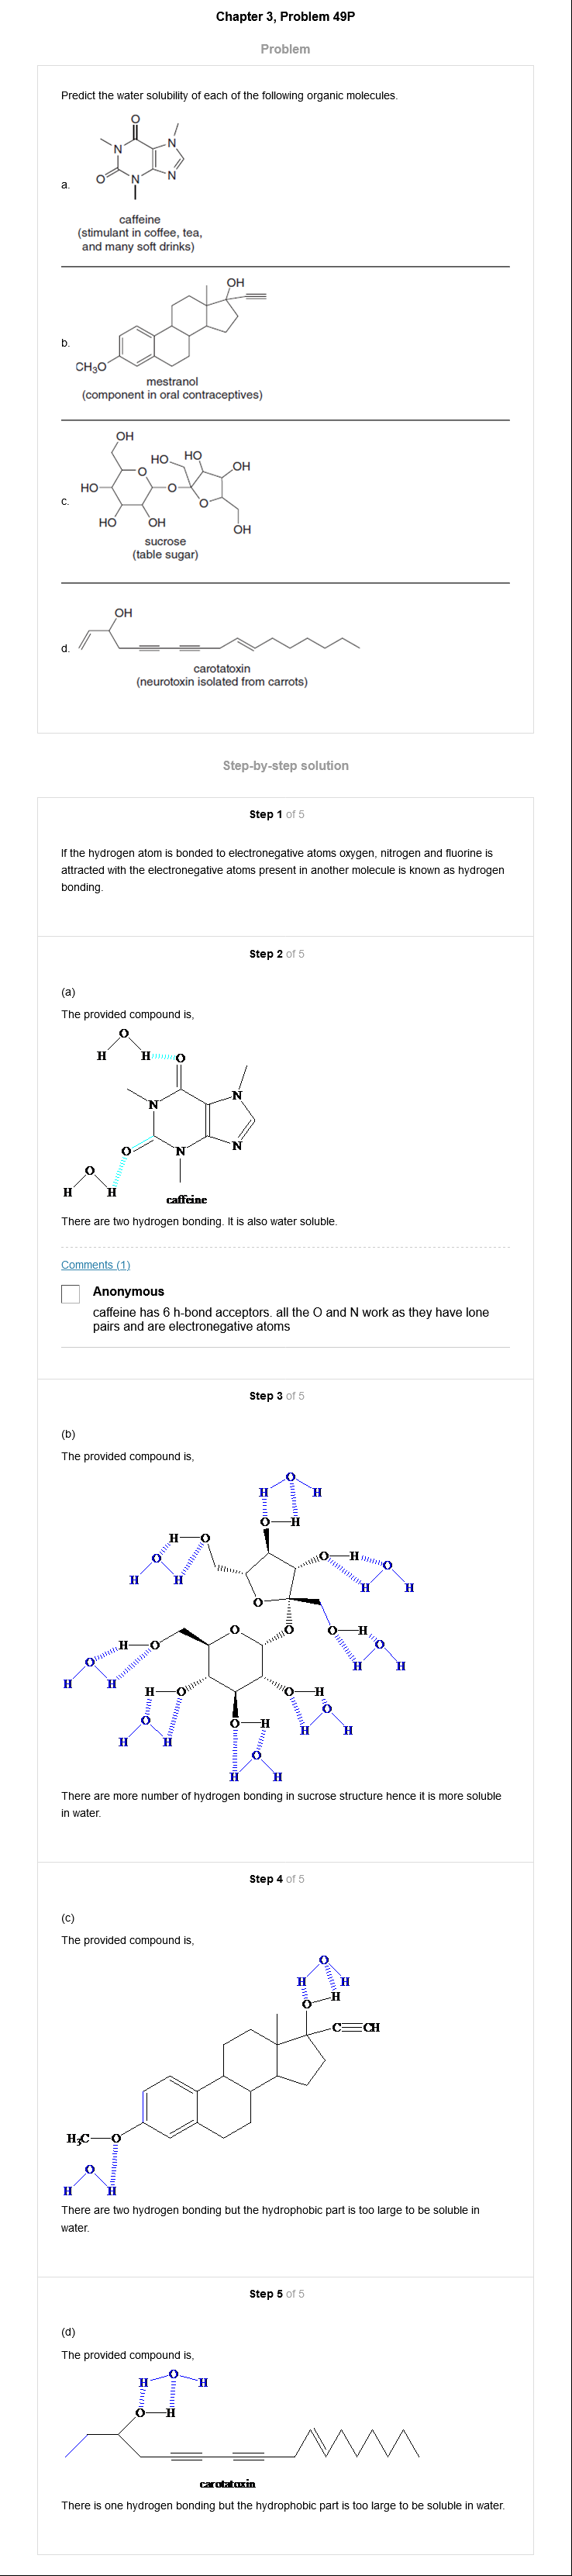 Chapter 3, Problem 49P
Problem
Predict the water solubility of each of the following organic molecules.
a.
O
N
N
O
N
N
caffeine
(stimulant in coffee, tea,
and many soft drinks)
b.
OH
CH3O
mestranol
(component in oral contraceptives)
c.
OH
HO
HO
O
OH
HO
O
O
HO
OH
OH
sucrose
(table sugar)
d.
OH
carotatoxin
(neurotoxin isolated from carrots)
Step-by-step solution
Step 1 of 5
If the hydrogen atom is bonded to electronegative atoms oxygen, nitrogen and fluorine is
attracted with the electronegative atoms present in another molecule is known as hydrogen
bonding.
Step 2 of 5
(a)
The provided compound is,
O
H H O
N
N
O
N
N
O
H H
caffeine
There are two hydrogen bonding. It is also water soluble.
Comments (1)
Anonymous
caffeine has 6 h-bond acceptors. all the O and N work as they have lone
pairs and are electronegative atoms
Step 3 of 5
(b)
The provided compound is,
O
H H
O H
H O
O
H H
O H
O
H H
O
O
O
O H
O
H H
H O
O
H H
H O
O
H H
O H
O
H H
O H
O
H H
There are more number of hydrogen bonding in sucrose structure hence it is more soluble
in water.
Step 4 of 5
(c)
The provided compound is,
O
H H
H
O
C CH
H3C O
O
H H
There are two hydrogen bonding but the hydrophobic part is too large to be soluble in
water.
Step 5 of 5
(d)
The provided compound is,
H O H
O H
carotatoxin
There is one hydrogen bonding but the hydrophobic part is too large to be soluble in water.